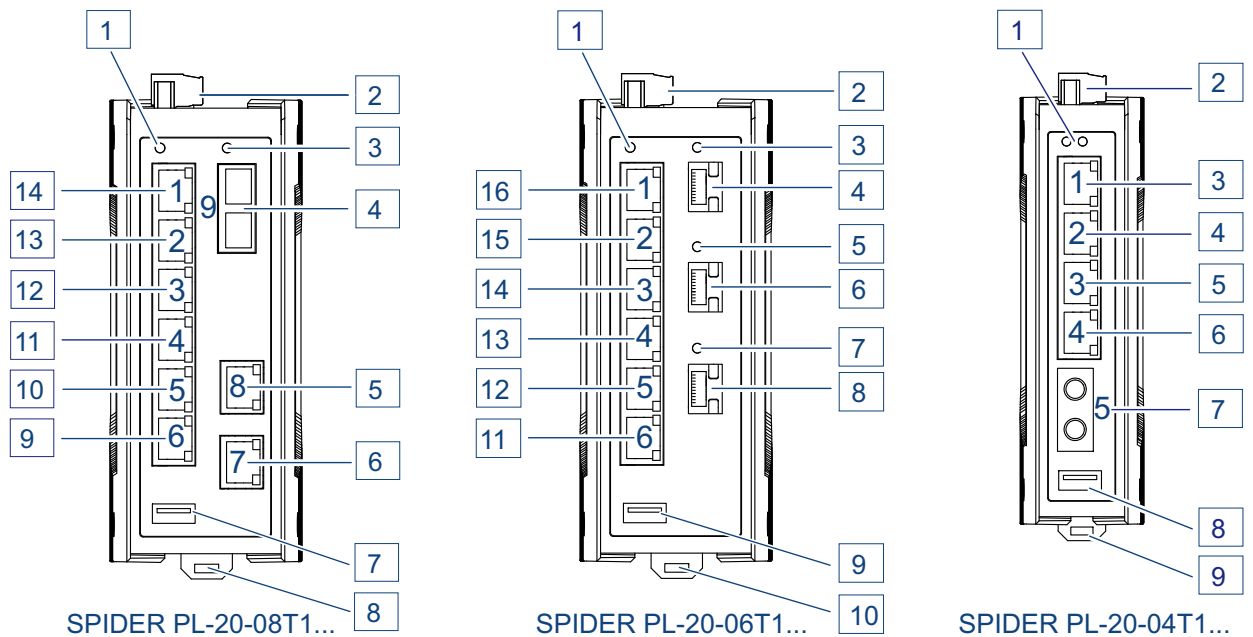 1 1 1
2 2 2
3 3
14 1 9 4 16 1 4 1 3
13 2 15 2 5 2 4
12 3 14 3 6 3 5
11 4 13 4 7 4 6
10 5 8 5 12 5 8 5 7
9 6 7 6 11 6
7 9 8
8 10 9
SPIDER PL-20-08T1... SPIDER PL-20-06T1... SPIDER PL-20-04T1...